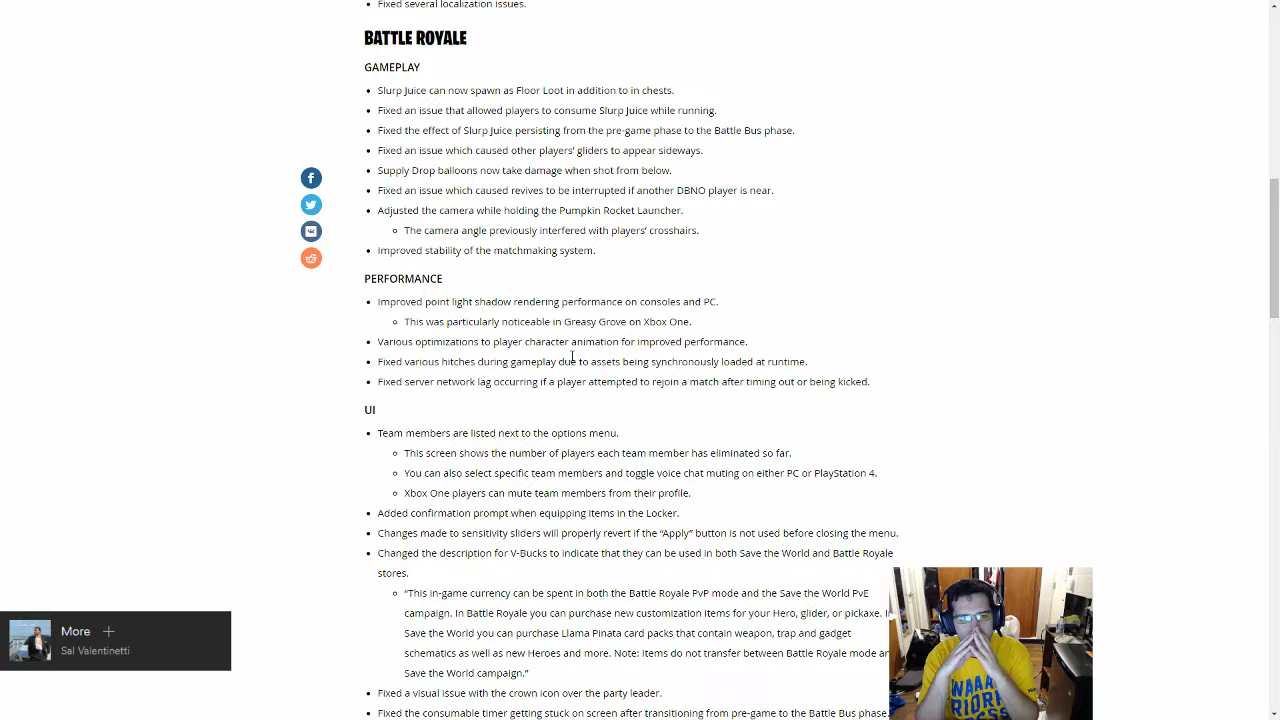 Fixed several localization issues.
BATTLE ROYALE
GAMEPLAY
Slurp Juice can now spawn as Floor Loot in addition to in chests.
Fixed an issue that allowed players to consume Slurp Juice while running.
Fixed the effect of Slurp Juice persisting from the pre-game phase to the Battle Bus phase.
Fixed an issue which caused other players' gliders to appear sideways.
Supply Drop balloons now take damage when shot from below.
Fixed an issue which caused revives to be interrupted if another DBNO player is near.
Adjusted the camera while holding the Pumpkin Rocket Launcher.
The camera angle previously interfered with players' crosshairs.
Improved stability of the matchmaking system.
PERFORMANCE
Improved point light shadow rendering performance on consoles and PC.
This was particularly noticeable in Greasy Grove on Xbox One.
Various optimizations to player character animation for improved performance.
Fixed various hitches during gameplay due to assets being synchronously loaded at runtime.
Fixed server network lag occurring if a player attempted to rejoin a match after timing out or being kicked.
UI
Team members are listed next to the options menu.
This screen shows the number of players each team member has eliminated so far.
You can also select specific team members and toggle voice chat muting on either PC or PlayStation 4.
Xbox One players can mute team members from their profile.
Added confirmation prompt when equipping items in the Locker.
Changes made to sensitivity sliders will properly revert if the "Apply" button is not used before closing the menu.
Changed the description for V-Bucks to indicate that they can be used in both Save the World and Battle Royale
stores.
"This in-game currency can be spent in both the Battle Royale PvP mode and the Save the World PvE
campaign. In Battle Royale you can purchase new customization items for your Hero, glider, or pickaxe.
Save the World you can purchase Llama Pinata card packs that contain weapon, trap and gadget
schematics as well as new Heroes and more. Note: Items do not transfer between Battle Royale mode
Save the World campaign."
Fixed a visual issue with the crown icon over the party leader.
Fixed the consumable timer getting stuck on screen after transitioning from pre-game to the Battle Bus phase.
More +
Sal Valentinetti